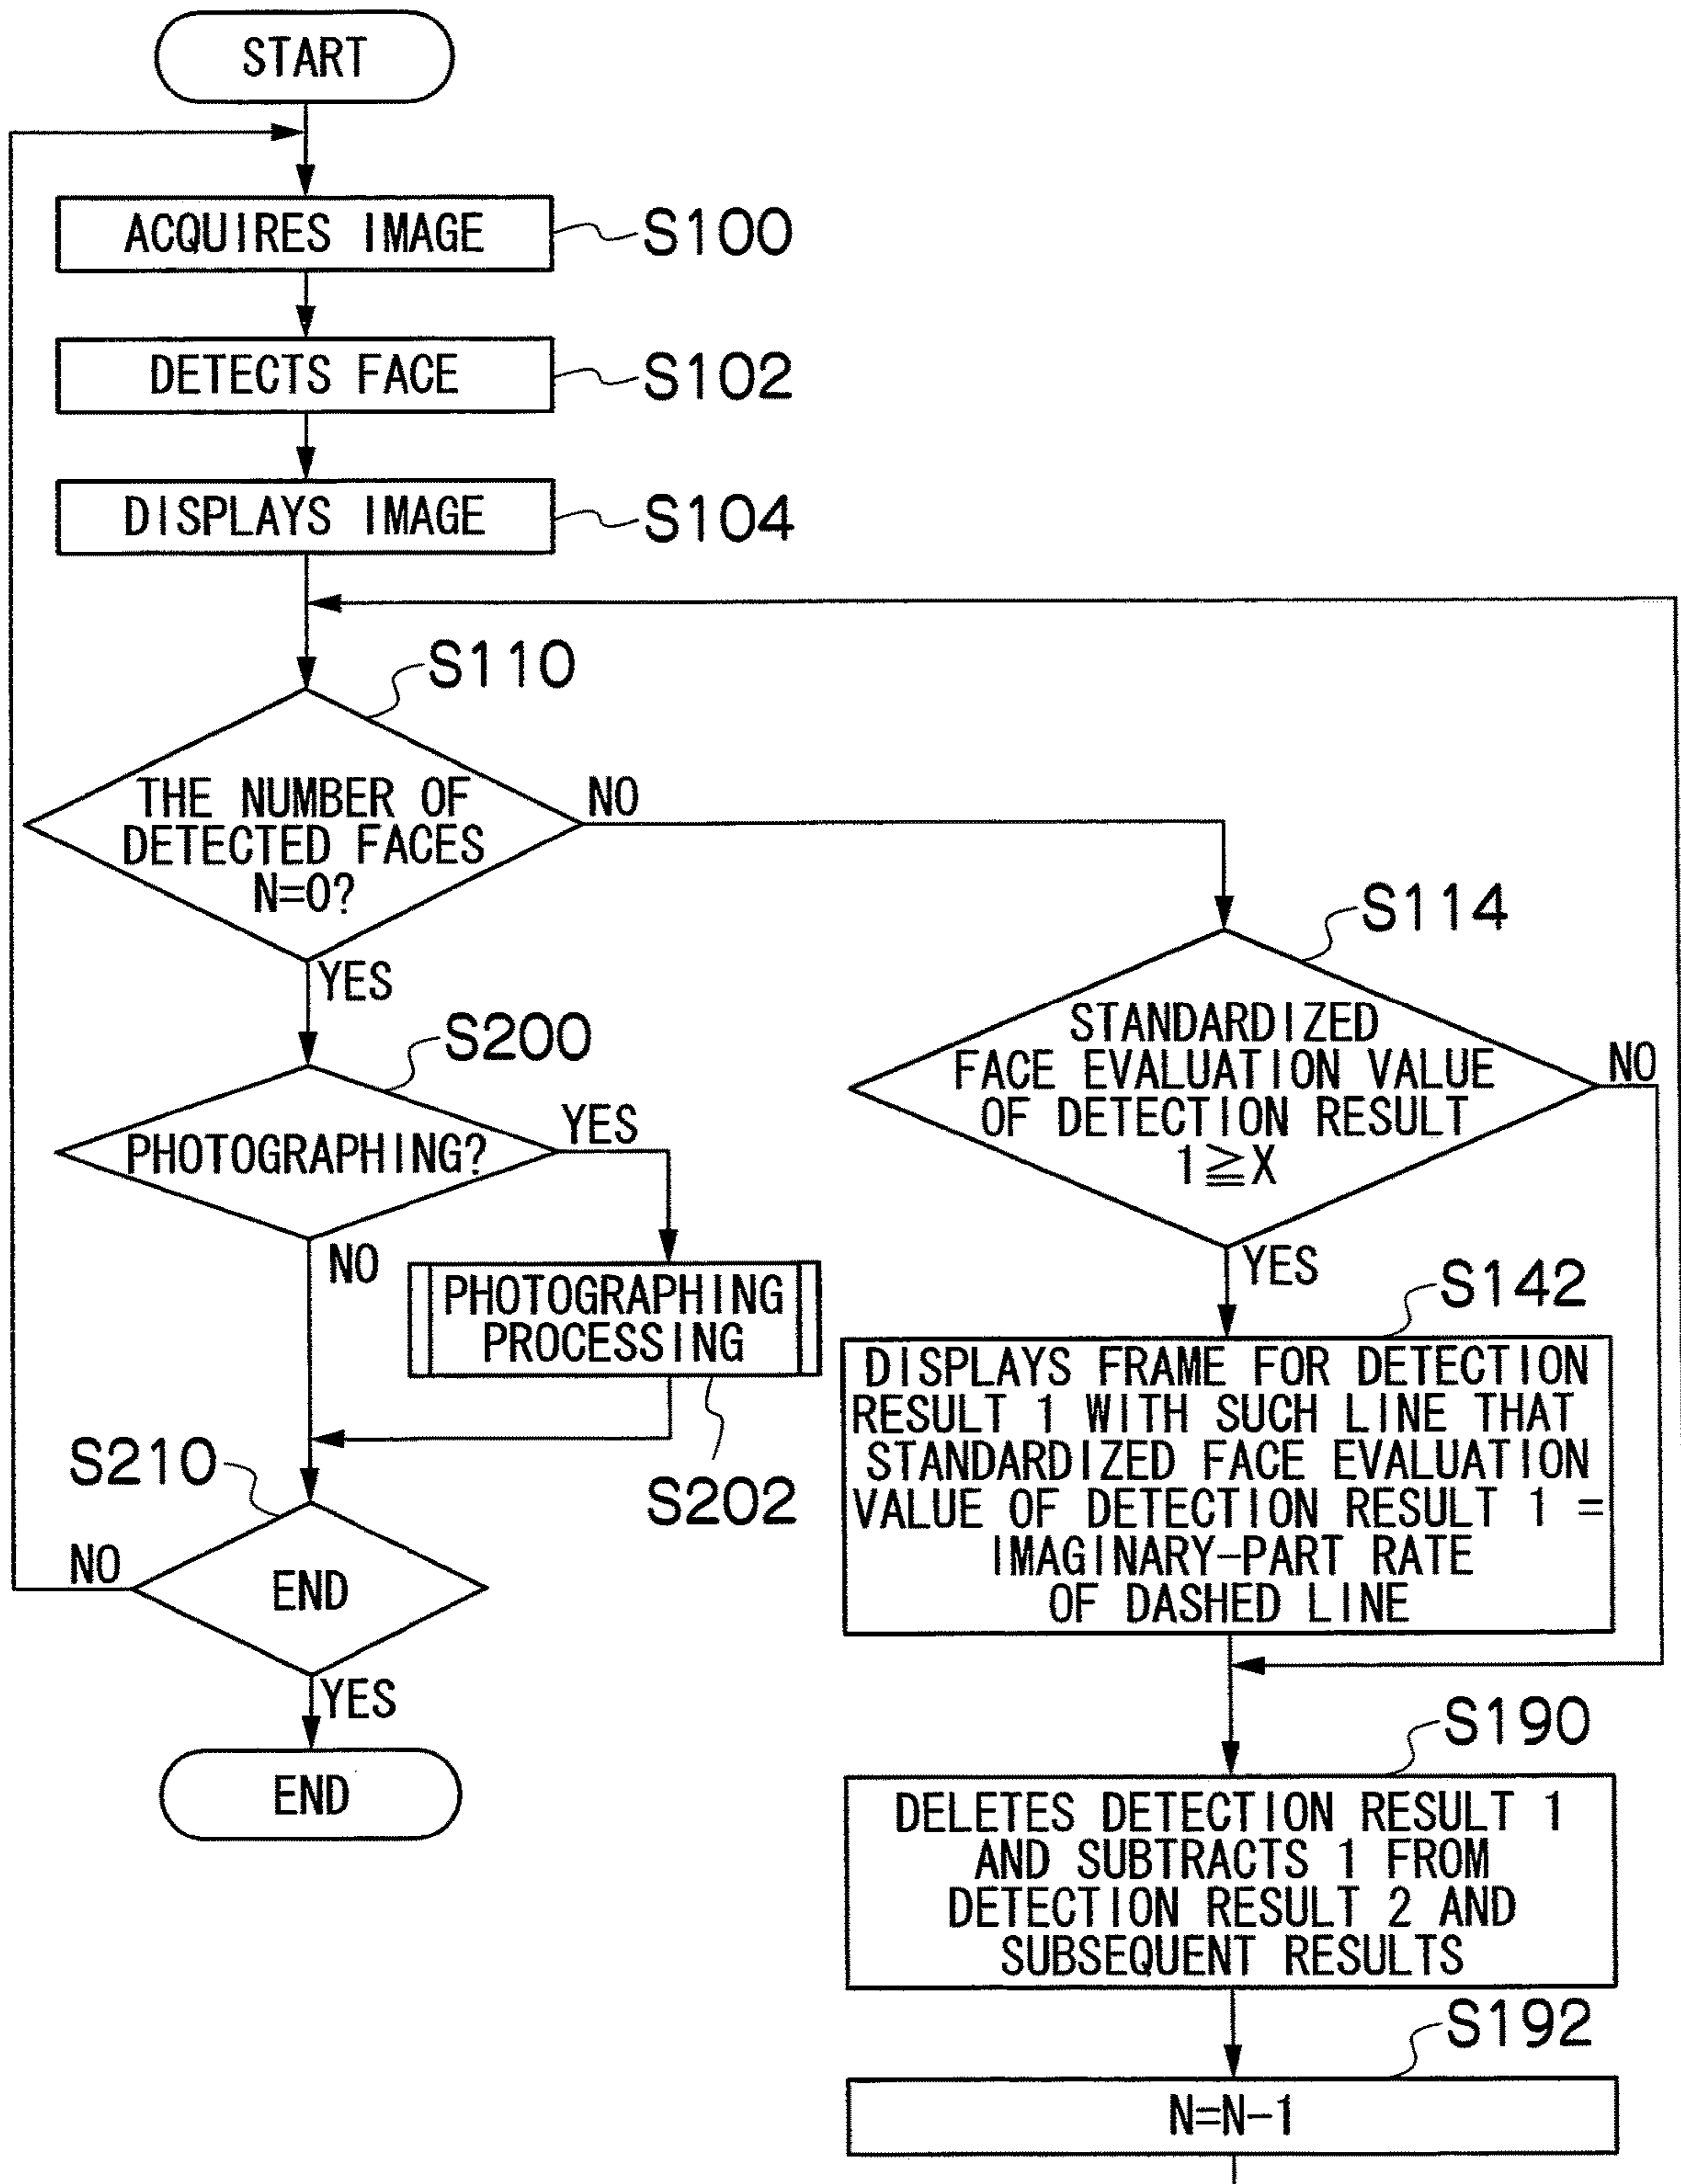 START
ACQUIRES IMAGE
S100
DETECTS FACE
S102
DISPLAYS IMAGE
S104
S110
THE NUMBER OF
DETECTED FACES
N=0?
NO
YES
S200
PHOTOGRAPHING?
YES
NO
PHOTOGRAPHING
PROCESSING
S202
S210
END
NO
YES
END
S114
STANDARDIZED
FACE EVALUATION VALUE
OF DETECTION RESULT
1≧X
NO
YES
S142
DISPLAYS FRAME FOR DETECTION
RESULT 1 WITH SUCH LINE THAT
STANDARDIZED FACE EVALUATION
VALUE OF DETECTION RESULT 1 =
IMAGINARY-PART RATE
OF DASHED LINE
S190
DELETES DETECTION RESULT 1
AND SUBTRACTS 1 FROM
DETECTION RESULT 2 AND
SUBSEQUENT RESULTS
S192
N=N-1